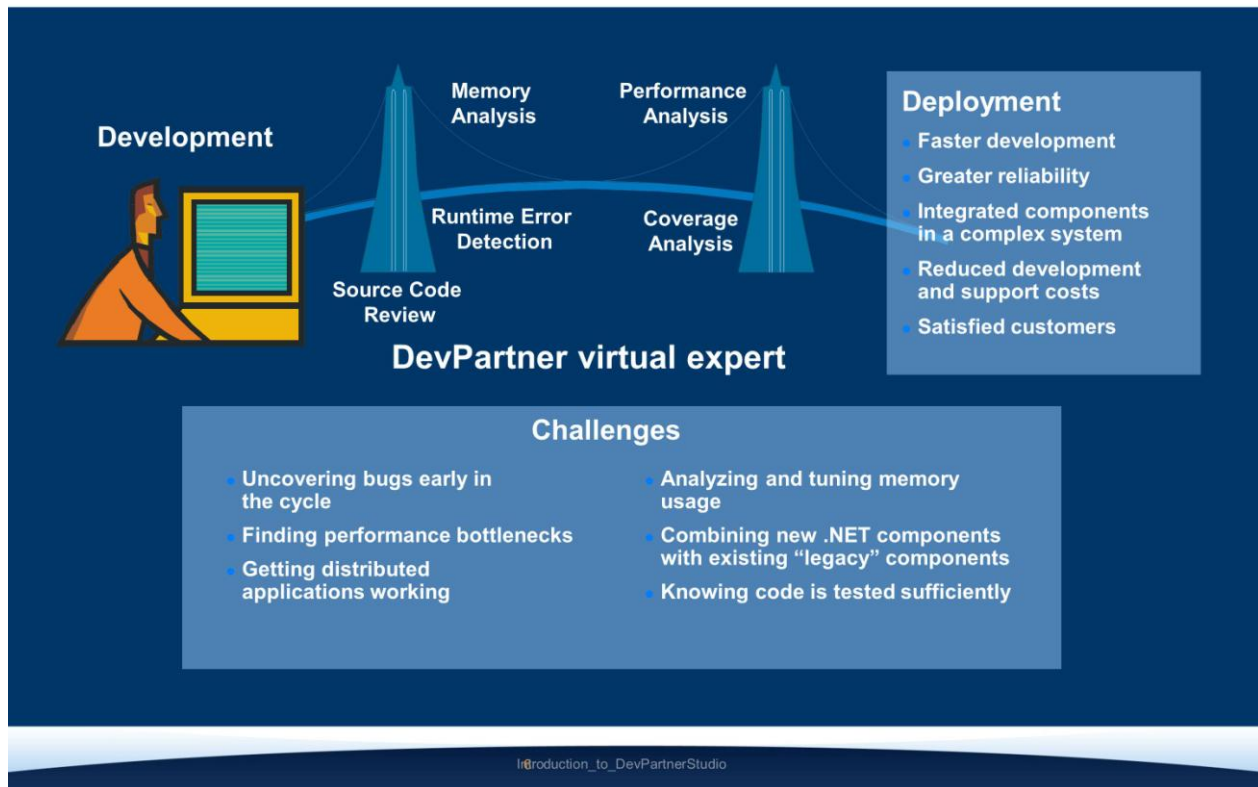 Development
Memory
Analysis
Performance
Analysis
Runtime Error
Detection
Coverage
Analysis
Source Code
Review
DevPartner virtual expert
Deployment
Faster development
Greater reliability
Integrated components
in a complex system
Reduced development
and support costs
Satisfied customers
Challenges
Uncovering bugs early in
the cycle
Finding performance bottlenecks
Getting distributed
applications working
Analyzing and tuning memory
usage
Combining new .NET components
with existing “legacy” components
Knowing code is tested sufficiently
Introduction_to_DevPartnerStudio